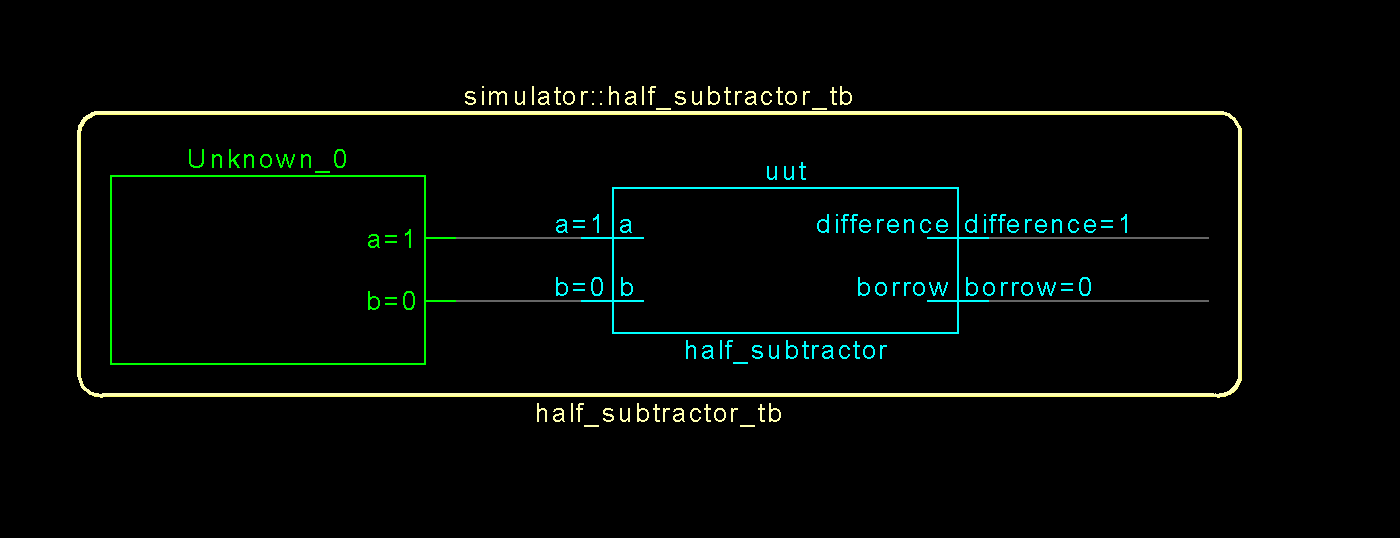 simulator::half_subtractor_tb
Unknown_0
uut
a=1 a=1 a difference difference=1
b=0 b=0 b borrow borrow=0
half_subtractor
half_subtractor_tb